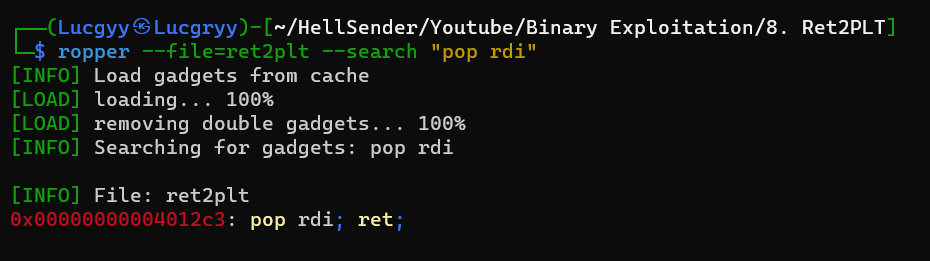 ┌──(Lucgyy㉿Lucgryy)-[~/HellSender/Youtube/Binary Exploitation/8. Ret2PLT]
└─$ ropper --file=ret2plt --search "pop rdi"
[INFO] Load gadgets from cache
[LOAD] loading... 100%
[LOAD] removing double gadgets... 100%
[INFO] Searching for gadgets: pop rdi

[INFO] File: ret2plt
0x00000000004012c3: pop rdi; ret;